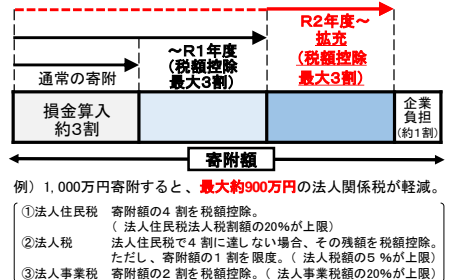 R2年度～
拡充
(税額控除
最大3割)
～R1年度
(税額控除
最大3割)
通常の寄附
損金算入
約3割
企業
負担
(約1割)
寄附額
例）1,000万円寄附すると、最大約900万円の法人関係税が軽減。
①法人住民税　寄附額の４割を税額控除。
（法人住民税法人税割額の20％が上限）
②法人税　法人住民税で４割に達しない場合、その残額を税額控除。
ただし、寄附額の１割を限度。（法人税額の５％が上限）
③法人事業税　寄附額の２割を税額控除。（法人事業税額の20％が上限）